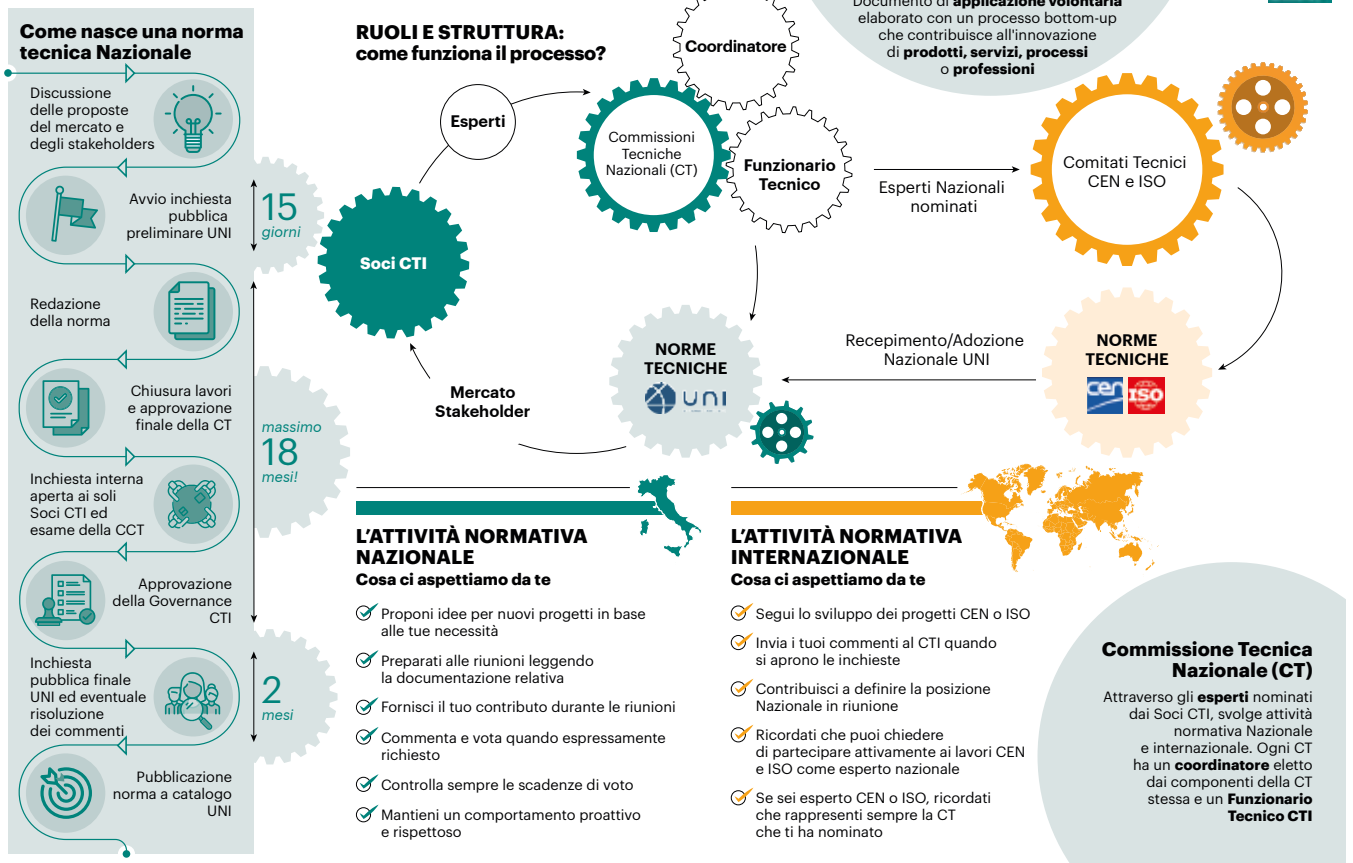 Come nasce una norma
tecnica Nazionale
Discussione
delle proposte
del mercato e
degli stakeholders
Avvio inchiesta
pubblica
preliminare UNI
15
giorni
Redazione
della norma
Chiusura lavori
e approvazione
finale della CT
massimo
18
mesi!
Inchiesta interna
aperta ai soli
Soci CTI ed
esame della CCT
Approvazione
della Governance
CTI
Inchiesta
pubblica finale
UNI ed eventuale
risoluzione
dei commenti
2
mesi
Pubblicazione
norma a catalogo
UNI
RUOLI E STRUTTURA:
come funziona il processo?
Esperti
Soci CTI
Coordinatore
Commissioni
Tecniche
Nazionali (CT)
Funzionario
Tecnico
Esperti Nazionali
nominati
Comitati Tecnici
CEN e ISO
Documento di applicazione volontaria
elaborato con un processo bottom-up
che contribuisce all'innovazione
di prodotti, servizi, processi
o professioni
NORME
TECNICHE
UNI
Recepimento/Adozione
Nazionale UNI
NORME
TECNICHE
cen
ISO
Mercato
Stakeholder
L'ATTIVITÀ NORMATIVA
NAZIONALE
Cosa ci aspettiamo da te
Proponi idee per nuovi progetti in base
alle tue necessità
Preparati alle riunioni leggendo
la documentazione relativa
Fornisci il tuo contributo durante le riunioni
Commenta e vota quando espressamente
richiesto
Controlla sempre le scadenze di voto
Mantieni un comportamento proattivo
e rispettoso
L'ATTIVITÀ NORMATIVA
INTERNAZIONALE
Cosa ci aspettiamo da te
Segui lo sviluppo dei progetti CEN o ISO
Invia i tuoi commenti al CTI quando
si aprono le inchieste
Contribuisci a definire la posizione
Nazionale in riunione
Ricordati che puoi chiedere
di partecipare attivamente ai lavori CEN
e ISO come esperto nazionale
Se sei esperto CEN o ISO, ricordati
che rappresenti sempre la CT
che ti ha nominato
Commissione Tecnica
Nazionale (CT)
Attraverso gli esperti nominati
dai Soci CTI, svolge attività
normativa Nazionale
e internazionale. Ogni CT
ha un coordinatore eletto
dai componenti della CT
stessa e un Funzionario
Tecnico CTI